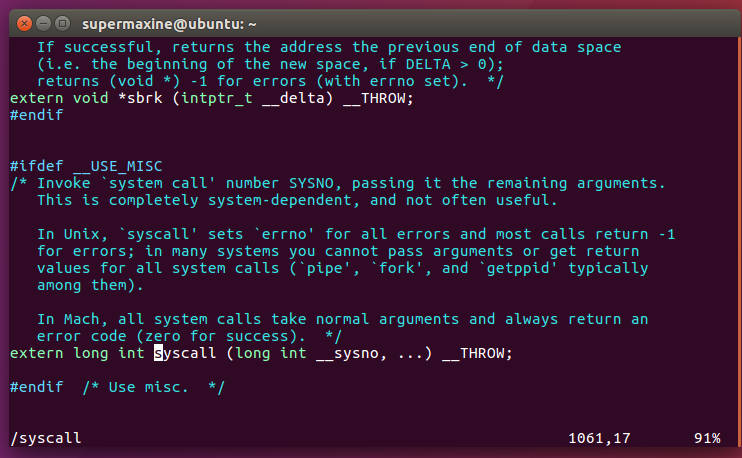 supermaxine@ubuntu: ~
If successful, returns the address the previous end of data space
(i.e. the beginning of the new space, if DELTA > 0);
returns (void *) -1 for errors (with errno set).  */
extern void *sbrk (intptr_t __delta) __THROW;
#endif
#ifdef __USE_MISC
/* Invoke `system call' number SYSNO, passing it the remaining arguments.
This is completely system-dependent, and not often useful.
In Unix, `syscall' sets `errno' for all errors and most calls return -1
for errors; in many systems you cannot pass arguments or get return
values for all system calls (`pipe', `fork', and `getppid' typically
among them).
In Mach, all system calls take normal arguments and always return an
error code (zero for success).  */
extern long int syscall (long int __sysno, ...) __THROW;
#endif  /* Use misc.  */
/syscall 1061,17 91%